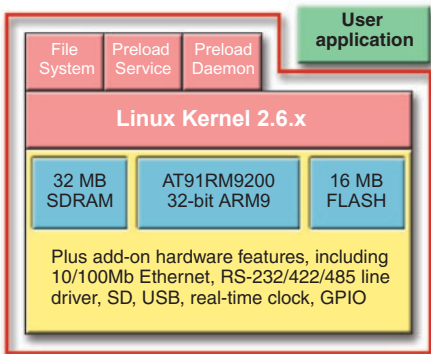 User
application
File
System
Preload
Service
Preload
Daemon
Linux Kernel 2.6.x
32 MB
SDRAM
AT91RM9200
32-bit ARM9
16 MB
FLASH
Plus add-on hardware features, including
10/100Mb Ethernet, RS-232/422/485 line
driver, SD, USB, real-time clock, GPIO